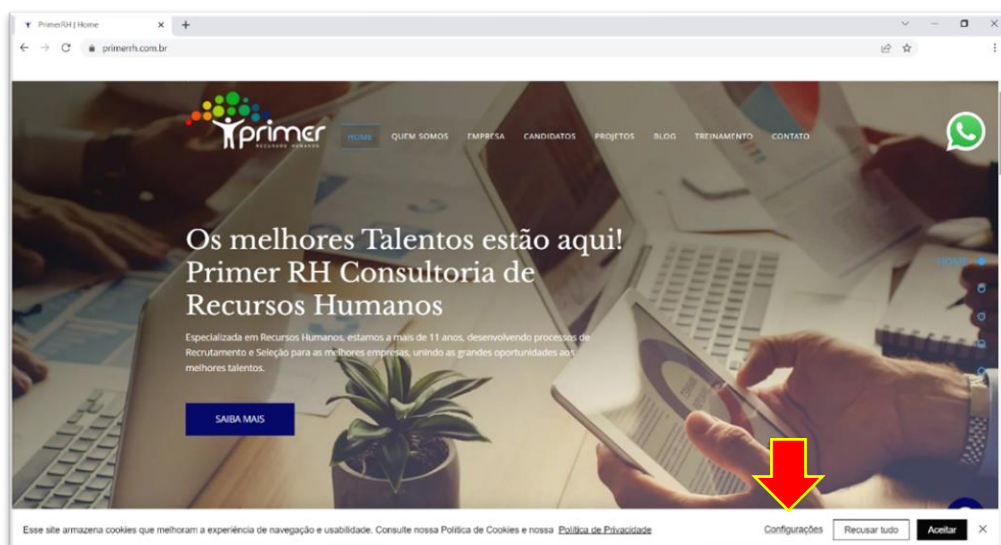 PrimerRH | Home
primerrh.com.br
primer
RECURSOS HUMANOS
HOME QUEM SOMOS EMPRESA CANDIDATOS PROJETOS BLOG TREINAMENTO CONTATO
Os melhores Talentos estão aqui!
Primer RH Consultoria de
Recursos Humanos
HOME
Especializada em Recursos Humanos, estamos a mais de 11 anos, desenvolvendo processos de
Recrutamento e Seleção para as melhores empresas, unindo as grandes oportunidades aos
melhores talentos.
SAIBA MAIS
Esse site armazena cookies que melhoram a experiência de navegação e usabilidade. Consulte nossa Política de Cookies e nossa Política de Privacidade
Configurações Recusar tudo Aceitar